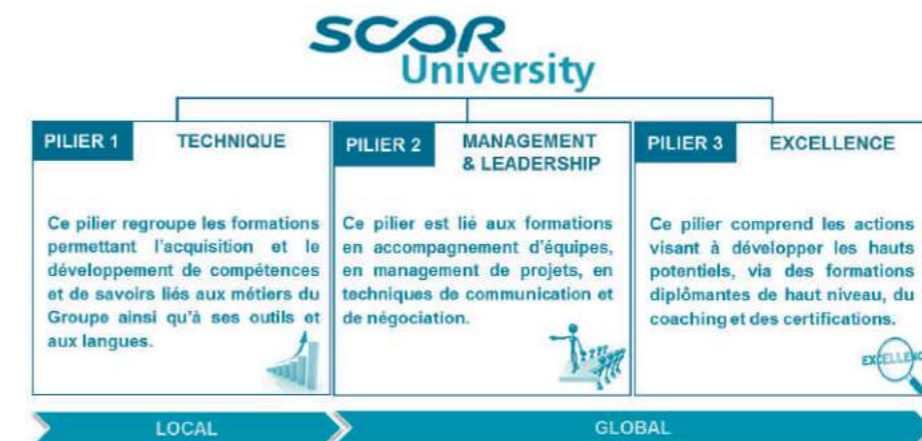 SCOR
University
PILIER 1
TECHNIQUE
Ce pilier regroupe les formations
permettant l'acquisition et le
développement de compétences
et de savoirs liés aux métiers du
Groupe ainsi qu'à ses outils et
aux langues.
PILIER 2
MANAGEMENT
& LEADERSHIP
Ce pilier est lié aux formations
en accompagnement d'équipes,
en management de projets, en
techniques de communication et
de négociation.
PILIER 3
EXCELLENCE
Ce pilier comprend les actions
visant à développer les hauts
potentiels, via des formations
diplômantes de haut niveau, du
coaching et des certifications.
LOCAL
GLOBAL